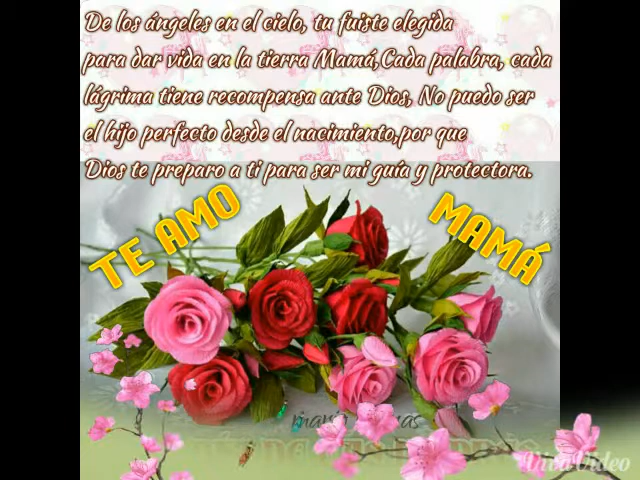 De los ángeles en el cielo, tu fuiste elegida
para dar vida en la tierra Mamá,Cada palabra, cada
lágrima tiene recompensa ante Dios, No puedo ser
el hijo perfecto desde el nacimiento,por que
Dios te preparo a ti para ser mi guía y protectora.
TE AMO
MAMÁ
VivaVideo